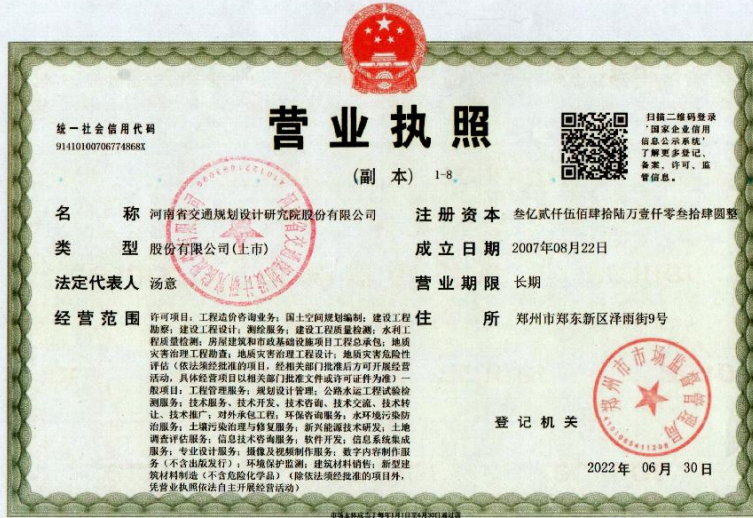 统一社会信用代码
91410100706774868X
营业执照
(副 本) 1-8
扫描二维码登录
‘国家企业信用
信息公示系统’
了解更多登记、
备案、许可、监
管信息。
名 称 河南省交通规划设计研究院股份有限公司
类 型 股份有限公司(上市)
法定代表人 汤意
经营范围 许可项目:工程造价咨询业务;国土空间规划编制;建设工程
勘察;建设工程设计;测绘服务;建设工程质量检测;水利工
程质量检测;房屋建筑和市政基础设施项目工程总承包;地质
灾害治理工程勘查;地质灾害治理工程设计;地质灾害危险性
评估(依法须经批准的项目,经相关部门批准后方可开展经营
活动,具体经营项目以相关部门批准文件或许可证件为准)一
般项目:工程管理服务;规划设计管理;公路水运工程试验检
测服务;技术服务、技术开发、技术咨询、技术交流、技术转
让、技术推广;对外承包工程;环保咨询服务;水环境污染防
治服务;土壤污染治理与修复服务;新兴能源技术研发;土地
调查评估服务;信息技术咨询服务;软件开发;信息系统集成
服务;专业设计服务;摄像及视频制作服务;数字内容制作服
务(不含出版发行);环境保护监测;建筑材料销售;新型建
筑材料制造(不含危险化学品)(除依法须经批准的项目外,
凭营业执照依法自主开展经营活动)
注册资本 叁亿贰仟伍佰肆拾陆万壹仟零叁拾肆圆整
成立日期 2007年08月22日
营业期限 长期
住 所 郑州市郑东新区泽雨街9号
登记机关
郑州市市场监督管理局
2022年 06月 30日